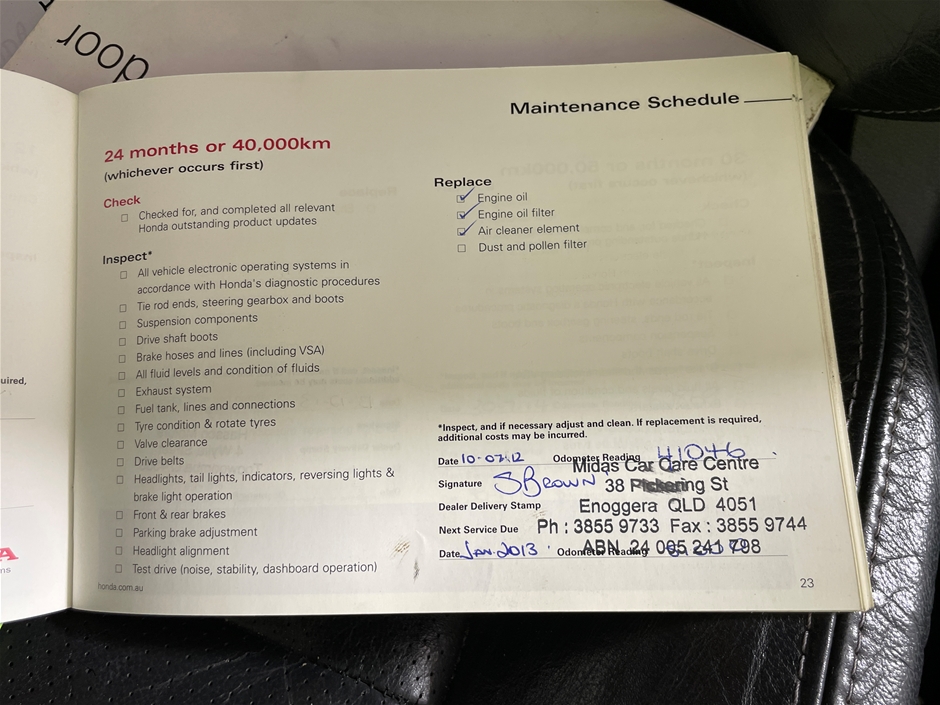 door
Maintenance Schedule
24 months or 40,000km
(whichever occurs first)
Check
Checked for, and completed all relevant
Honda outstanding product updates
Inspect*
All vehicle electronic operating systems in
accordance with Honda's diagnostic procedures
Tie rod ends, steering gearbox and boots
Suspension components
Drive shaft boots
Brake hoses and lines (including VSA)
All fluid levels and condition of fluids
Exhaust system
Fuel tank, lines and connections
Tyre condition & rotate tyres
Valve clearance
Drive belts
Headlights, tail lights, indicators, reversing lights &
brake light operation
Front & rear brakes
Parking brake adjustment
Headlight alignment
Test drive (noise, stability, dashboard operation)
honda.com.au
Replace
Engine oil
Engine oil filter
Air cleaner element
Dust and pollen filter
*Inspect, and if necessary adjust and clean. If replacement is required,
additional costs may be incurred.
Date 10.07.12 Odometer Reading 41046
Midas Car Care Centre
Signature SBrown 38 Pickering St
Dealer Delivery Stamp Enoggera QLD 4051
Next Service Due Ph : 3855 9733 Fax : 3855 9744
Date Jan. 2013 Odometer Reading
ABN 24 065 241 798
23
uired,
A
ms